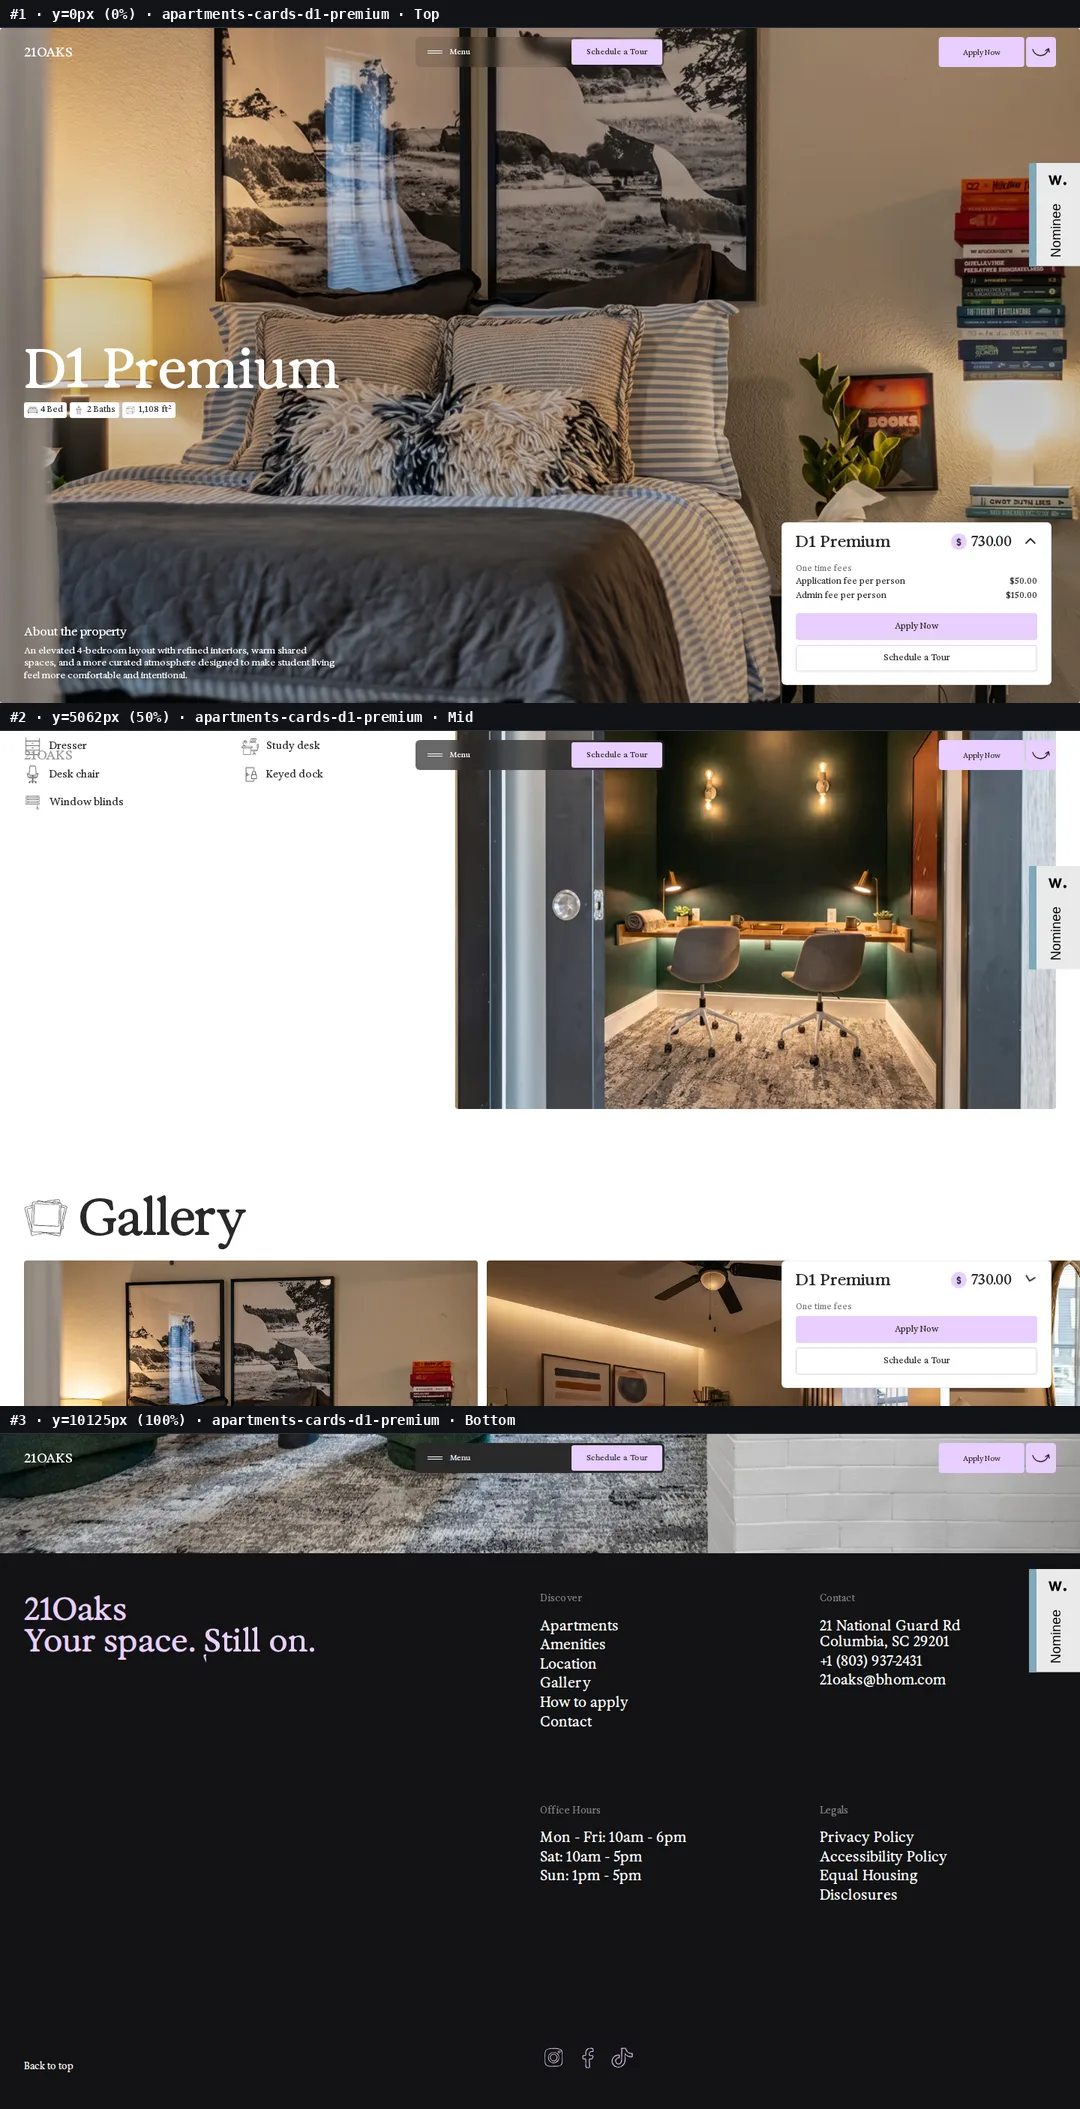 #1 · y=0px (0%) · apartments-cards-d1-premium · Top
21OAKS
Menu
Schedule a Tour
Apply Now
W.
Nominee
BOOKS
D1 Premium
4 Bed
2 Baths
1,108 ft²
D1 Premium
$ 730.00
One time fees
Application fee per person
$50.00
Admin fee per person
$150.00
Apply Now
Schedule a Tour
About the property
An elevated 4-bedroom layout with refined interiors, warm shared
spaces, and a more curated atmosphere designed to make student living
feel more comfortable and intentional.
#2 · y=5062px (50%) · apartments-cards-d1-premium · Mid
Dresser
Study desk
21OAKS
Menu
Schedule a Tour
Apply Now
Desk chair
Keyed dock
Window blinds
W.
Nominee
Gallery
D1 Premium
$ 730.00
One time fees
Apply Now
Schedule a Tour
#3 · y=10125px (100%) · apartments-cards-d1-premium · Bottom
21OAKS
Menu
Schedule a Tour
Apply Now
W.
Nominee
21Oaks
Your space. Still on.
Discover
Apartments
Amenities
Location
Gallery
How to apply
Contact
Contact
21 National Guard Rd
Columbia, SC 29201
+1 (803) 937-2431
21oaks@bhom.com
Office Hours
Mon - Fri: 10am - 6pm
Sat: 10am - 5pm
Sun: 1pm - 5pm
Legals
Privacy Policy
Accessibility Policy
Equal Housing
Disclosures
Back to top